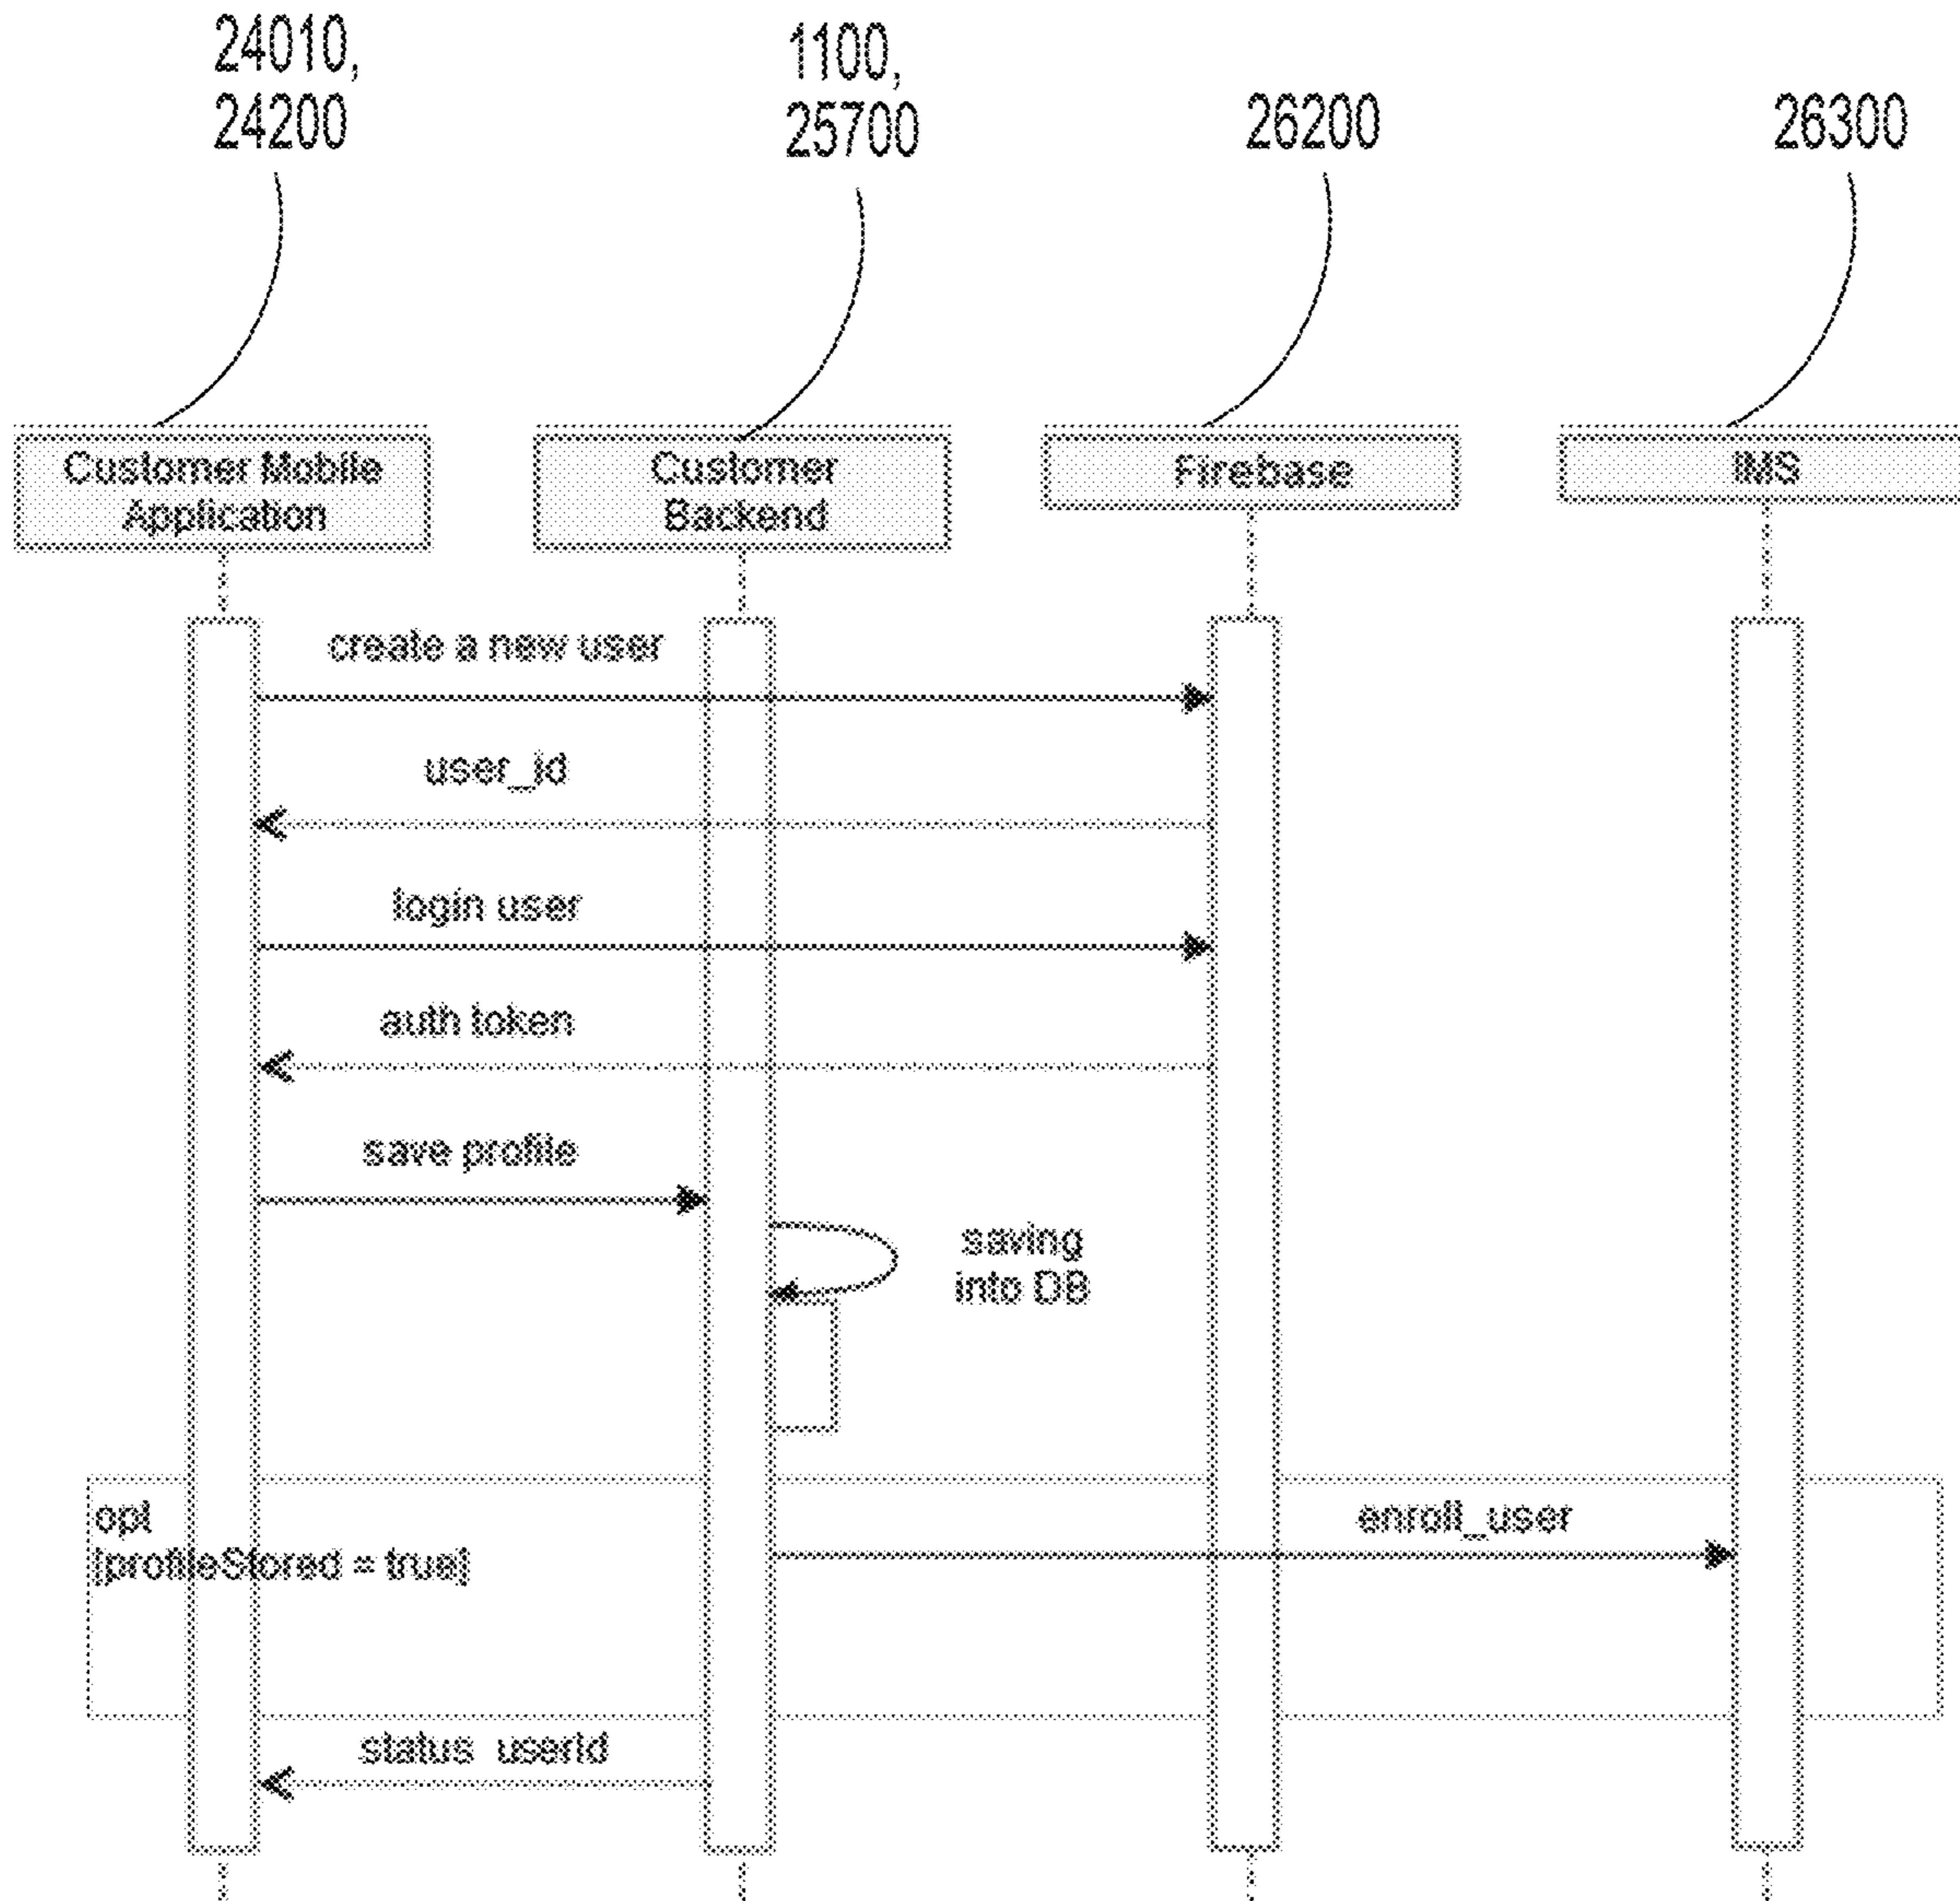 24010,
24200
1100,
25700
26200
26300
Customer Mobile
Application
Customer
Backend
Firebase
IMS
create a new user
user_id
login user
auth token
save profile
saving
into DB
opt
[profileStored = true]
enroll_user
status userId